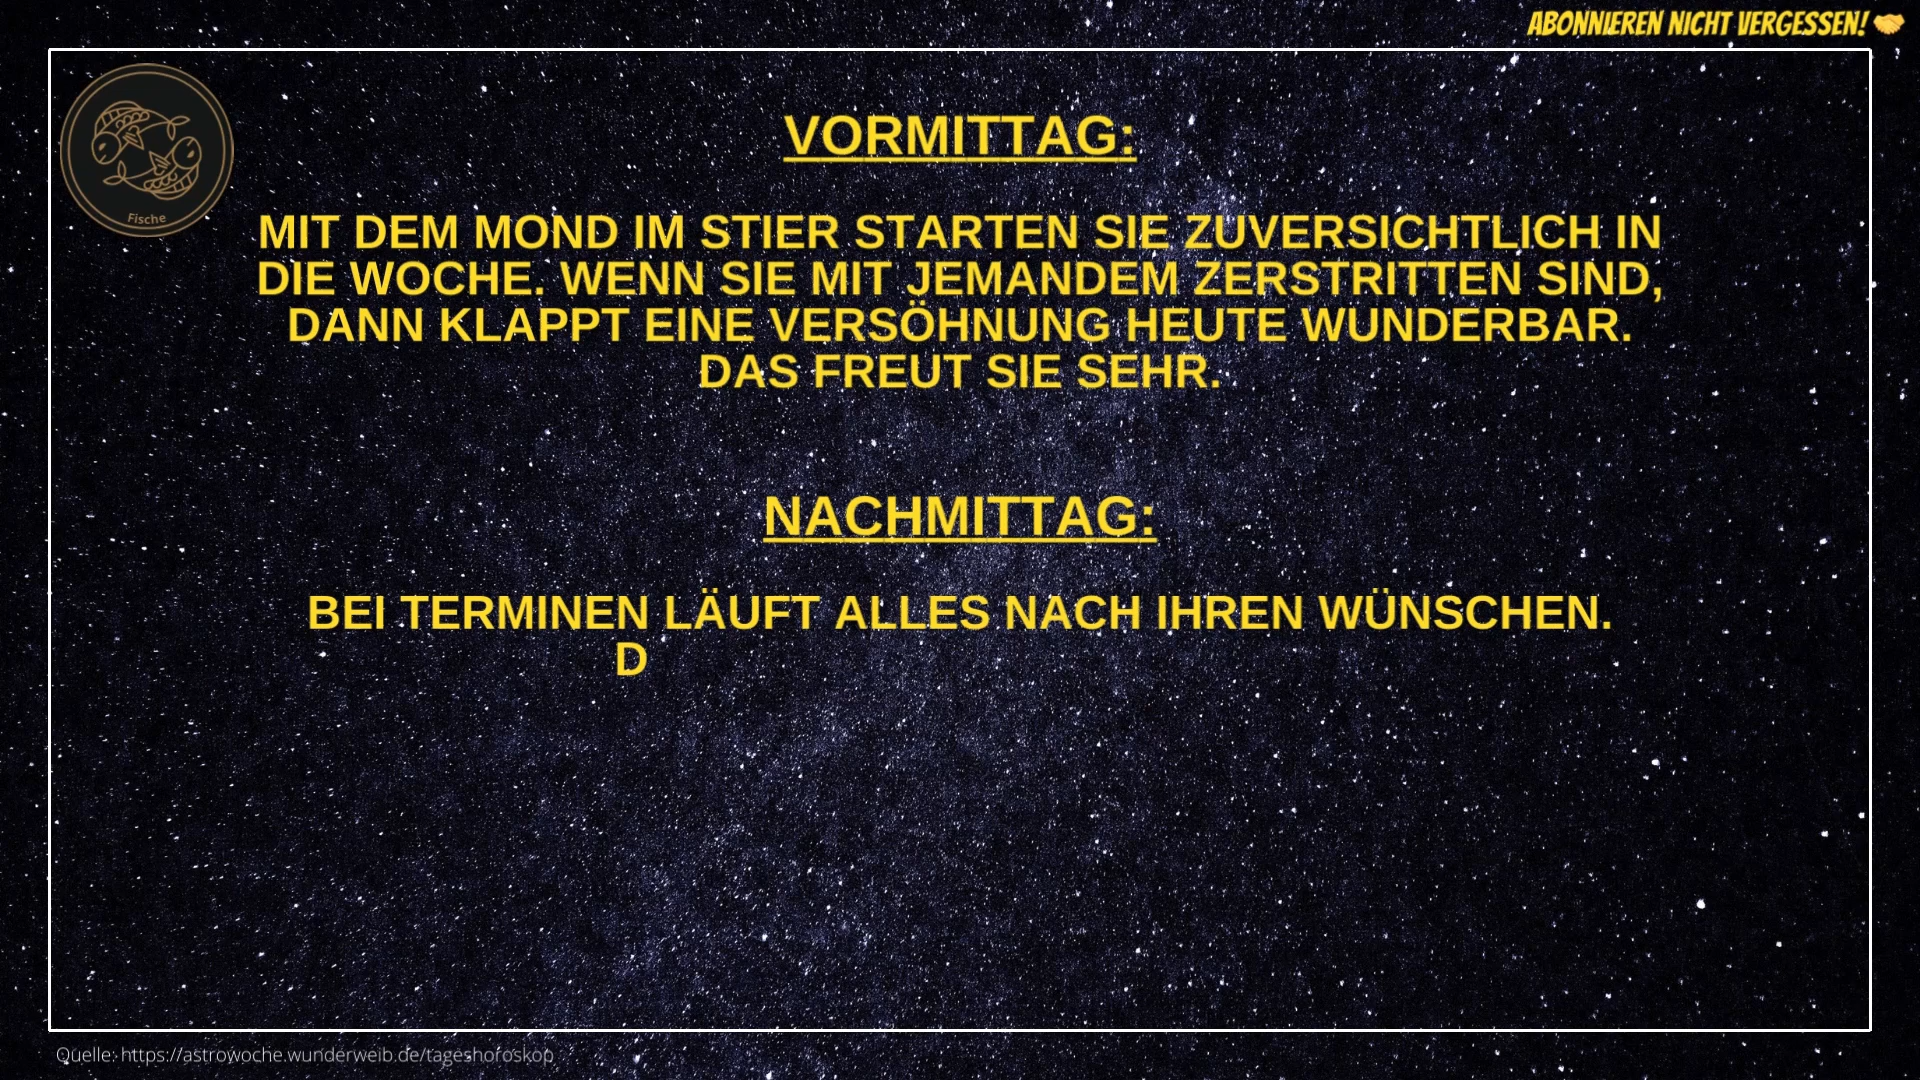 ABONNIEREN NICHT VERGESSEN!
Fische
VORMITTAG:
MIT DEM MOND IM STIER STARTEN SIE ZUVERSICHTLICH IN
DIE WOCHE. WENN SIE MIT JEMANDEM ZERSTRITTEN SIND,
DANN KLAPPT EINE VERSÖHNUNG HEUTE WUNDERBAR.
DAS FREUT SIE SEHR.
NACHMITTAG:
BEI TERMINEN LÄUFT ALLES NACH IHREN WÜNSCHEN.
D
Quelle: https://astrowoche.wunderweib.de/tageshoroskop